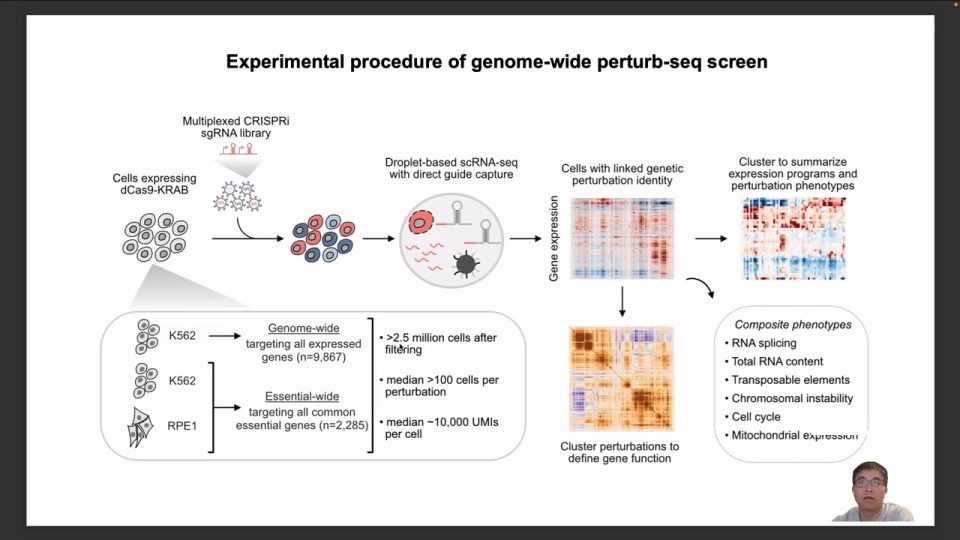 Experimental procedure of genome-wide perturb-seq screen
Multiplexed CRISPRi
sgRNA library
Cells expressing
dCas9-KRAB
Droplet-based scRNA-seq
with direct guide capture
Cells with linked genetic
perturbation identity
Gene expression
Cluster to summarize
expression programs and
perturbation phenotypes
K562
Genome-wide
targeting all expressed
genes (n=9,867)
K562
RPE1
Essential-wide
targeting all common
essential genes (n=2,285)
• >2.5 million cells after
filtering
• median >100 cells per
perturbation
• median ~10,000 UMIs
per cell
Cluster perturbations to
define gene function
Composite phenotypes
• RNA splicing
• Total RNA content
• Transposable elements
• Chromosomal instability
• Cell cycle
• Mitochondrial expression